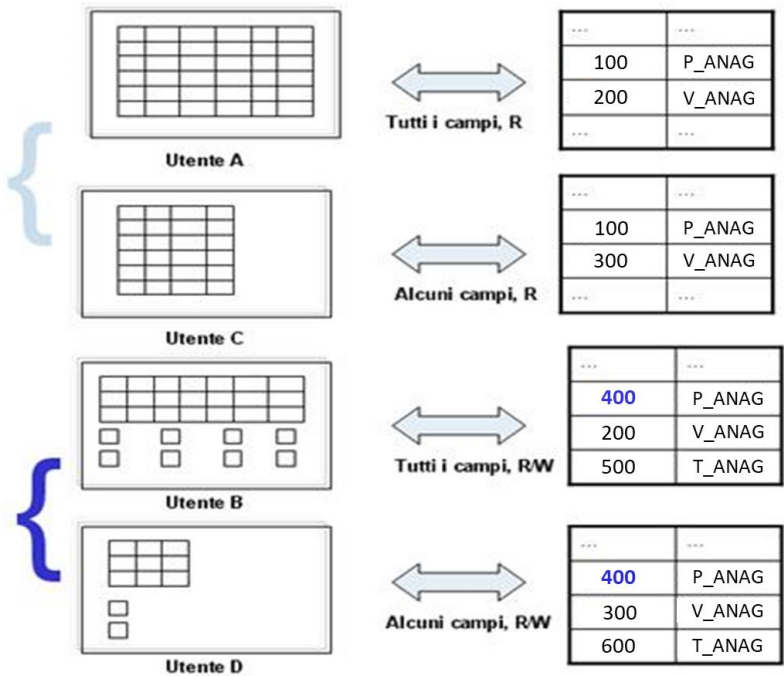 ... ...
100 P_ANAG
200 V_ANAG
... ...
Tutti i campi, R
Utente A
... ...
100 P_ANAG
300 V_ANAG
... ...
Alcuni campi, R
Utente C
... ...
400 P_ANAG
200 V_ANAG
500 T_ANAG
Tutti i campi, R/W
Utente B
... ...
400 P_ANAG
300 V_ANAG
600 T_ANAG
Alcuni campi, R/W
Utente D